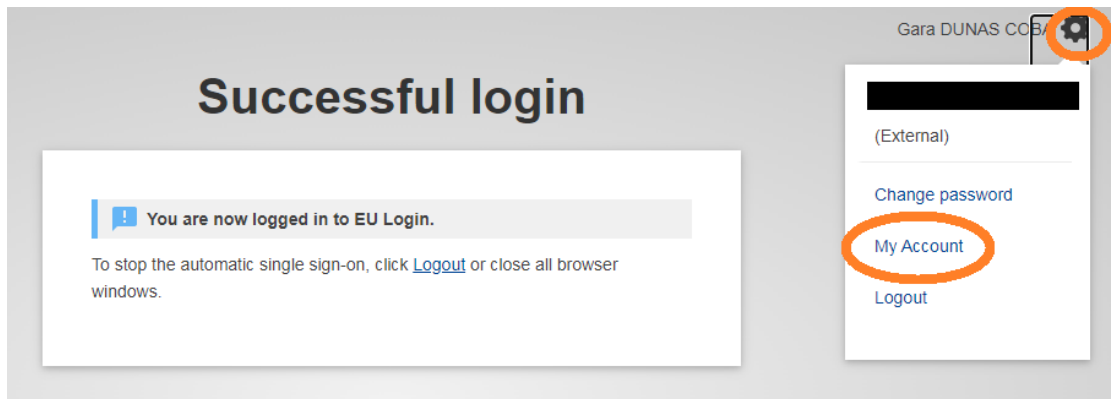 Gara DUNAS COBA
Successful login
(External)
You are now logged in to EU Login.
To stop the automatic single sign-on, click Logout or close all browser
windows.
Change password
My Account
Logout